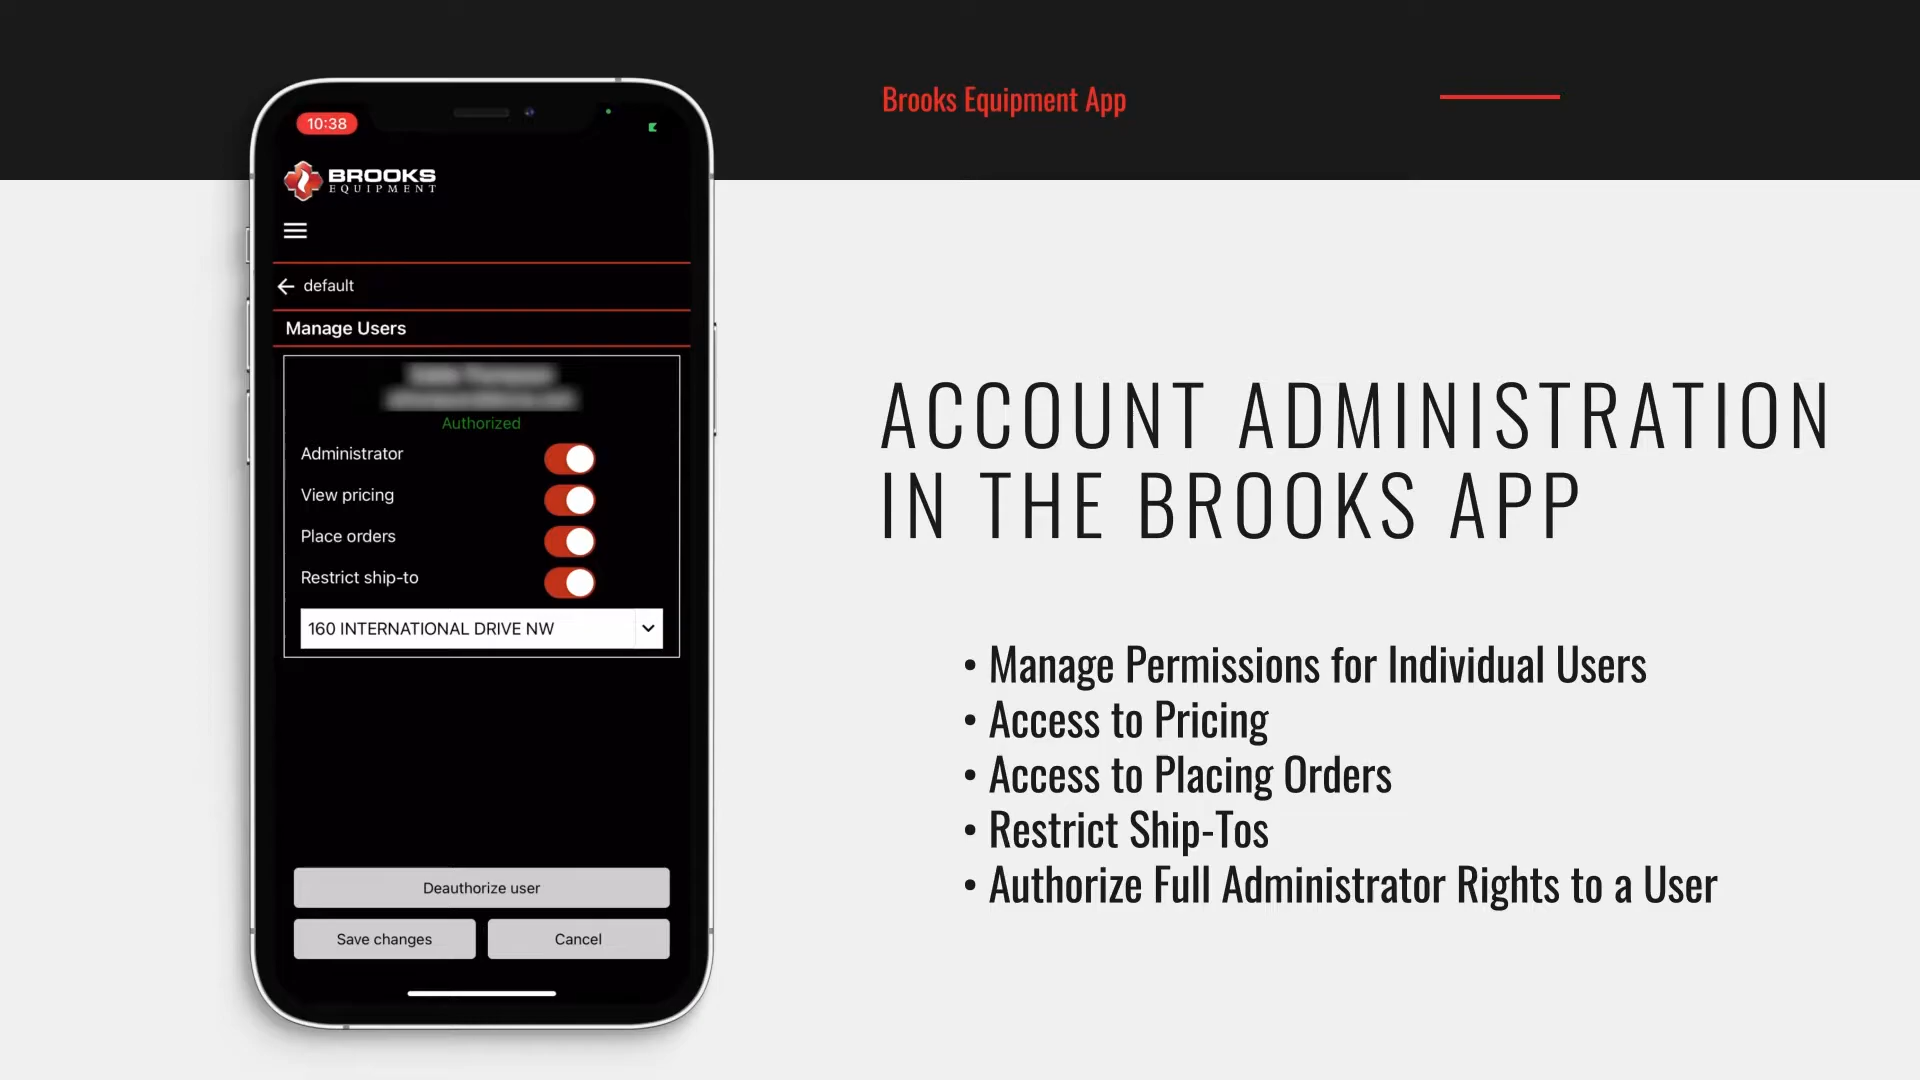 Brooks Equipment App
10:38
BROOKS
EQUIPMENT
default
Manage Users
Authorized
Administrator
View pricing
Place orders
Restrict ship-to
160 INTERNATIONAL DRIVE NW
Deauthorize user
Save changes
Cancel
ACCOUNT ADMINISTRATION
IN THE BROOKS APP
• Manage Permissions for Individual Users
• Access to Pricing
• Access to Placing Orders
• Restrict Ship-Tos
• Authorize Full Administrator Rights to a User